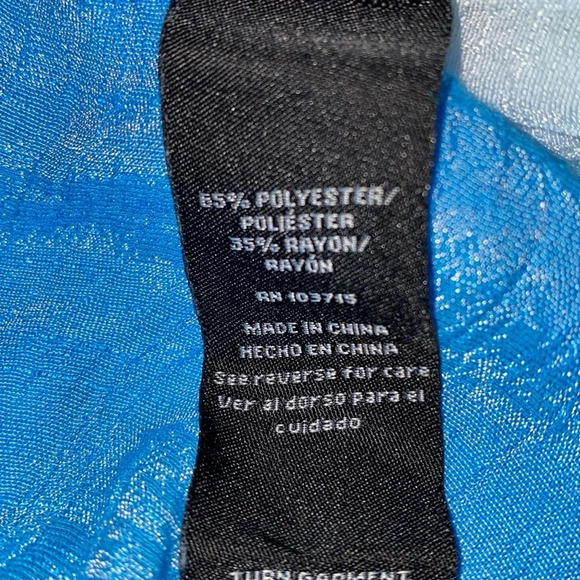 65% POLYESTER/
POLIÉSTER
35% RAYON/
RAYÓN
RN 103715
MADE IN CHINA
HECHO EN CHINA
See reverse for care
Ver al dorso para el
cuidado
TURN GARMENT